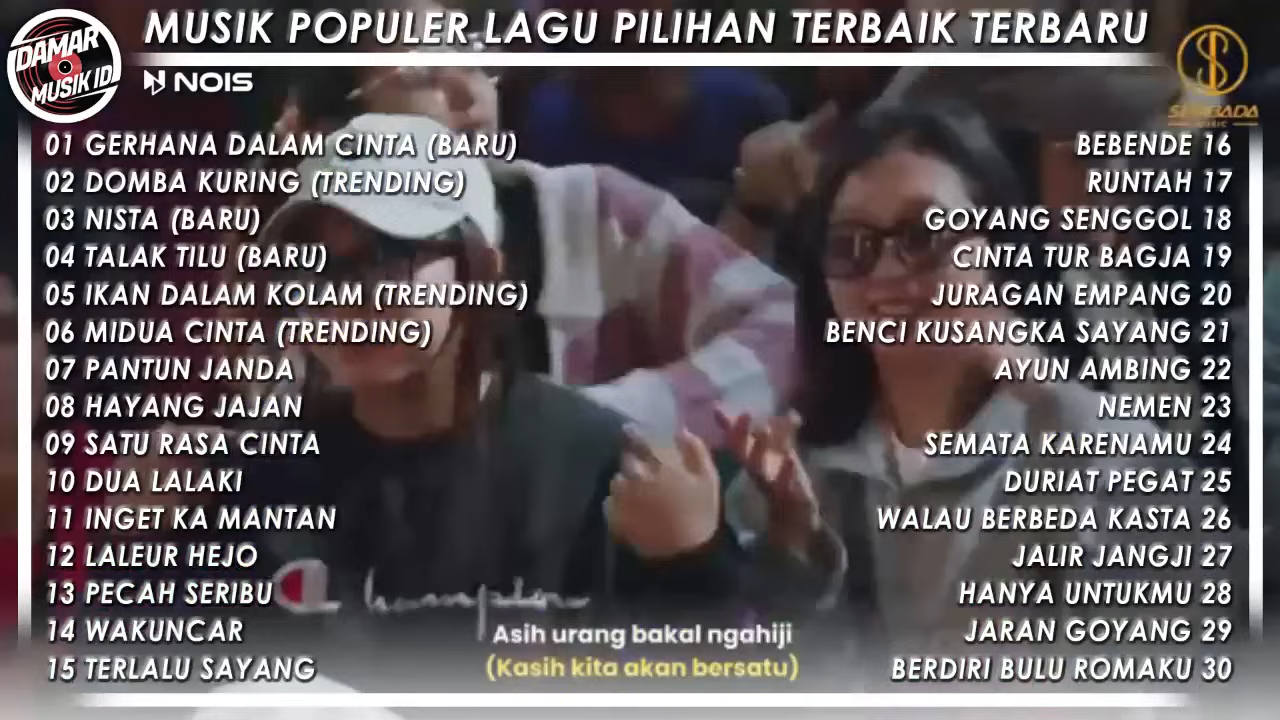 MUSIK POPULER LAGU PILIHAN TERBAIK TERBARU
DAMAR
MUSIK ID
NOIS
MUSIC
01 GERHANA DALAM CINTA (BARU)
02 DOMBA KURING (TRENDING)
03 NISTA (BARU)
04 TALAK TILU (BARU)
05 IKAN DALAM KOLAM (TRENDING)
06 MIDUA CINTA (TRENDING)
07 PANTUN JANDA
08 HAYANG JAJAN
09 SATU RASA CINTA
10 DUA LALAKI
11 INGET KA MANTAN
12 LALEUR HEJO
13 PECAH SERIBU
14 WAKUNCAR
15 TERLALU SAYANG
BEBENDE 16
RUNTAH 17
GOYANG SENGGOL 18
CINTA TUR BAGJA 19
JURAGAN EMPANG 20
BENCI KUSANGKA SAYANG 21
AYUN AMBING 22
NEMEN 23
SEMATA KARENAMU 24
DURIAT PEGAT 25
WALAU BERBEDA KASTA 26
JALIR JANGJI 27
HANYA UNTUKMU 28
JARAN GOYANG 29
BERDIRI BULU ROMAKU 30
Champion
Asih urang bakal ngahiji
(Kasih kita akan bersatu)